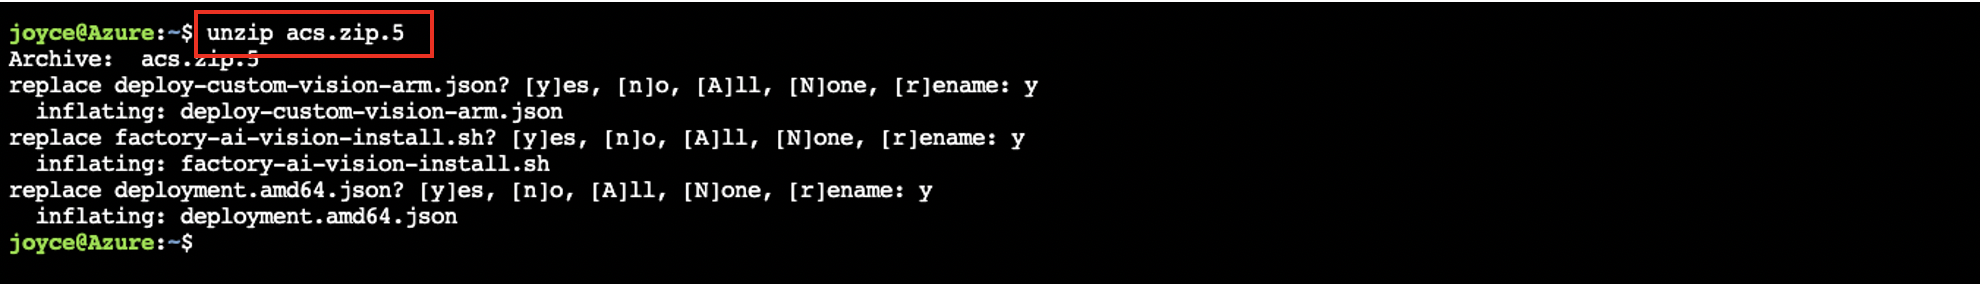 joyce@Azure:~$ unzip acs.zip.5
Archive:  acs.zip.5
replace deploy-custom-vision-arm.json? [y]es, [n]o, [A]ll, [N]one, [r]ename: y
  inflating: deploy-custom-vision-arm.json
replace factory-ai-vision-install.sh? [y]es, [n]o, [A]ll, [N]one, [r]ename: y
  inflating: factory-ai-vision-install.sh
replace deployment.amd64.json? [y]es, [n]o, [A]ll, [N]one, [r]ename: y
  inflating: deployment.amd64.json
joyce@Azure:~$